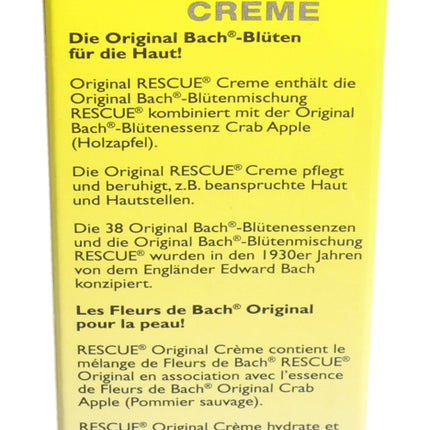 CREME
Die Original Bach®-Blüten
für die Haut!
Original RESCUE® Creme enthält die
Original Bach®-Blütenmischung
RESCUE® kombiniert mit der Original
Bach®-Blütenessenz Crab Apple
(Holzapfel).
Die Original RESCUE® Creme pflegt
und beruhigt, z.B. beanspruchte Haut
und Hautstellen.
Die 38 Original Bach®-Blütenessenzen
und die Original Bach®-Blütenmischung
RESCUE® wurden in den 1930er Jahren
von dem Engländer Edward Bach
konzipiert.
Les Fleurs de Bach® Original
pour la peau!
RESCUE® Original Crème contient le
mélange de Fleurs de Bach® RESCUE®
Original en association avec l'essence
de Fleurs de Bach® Original Crab
Apple (Pommier sauvage).
RESCUE® Original Crème hydrate et